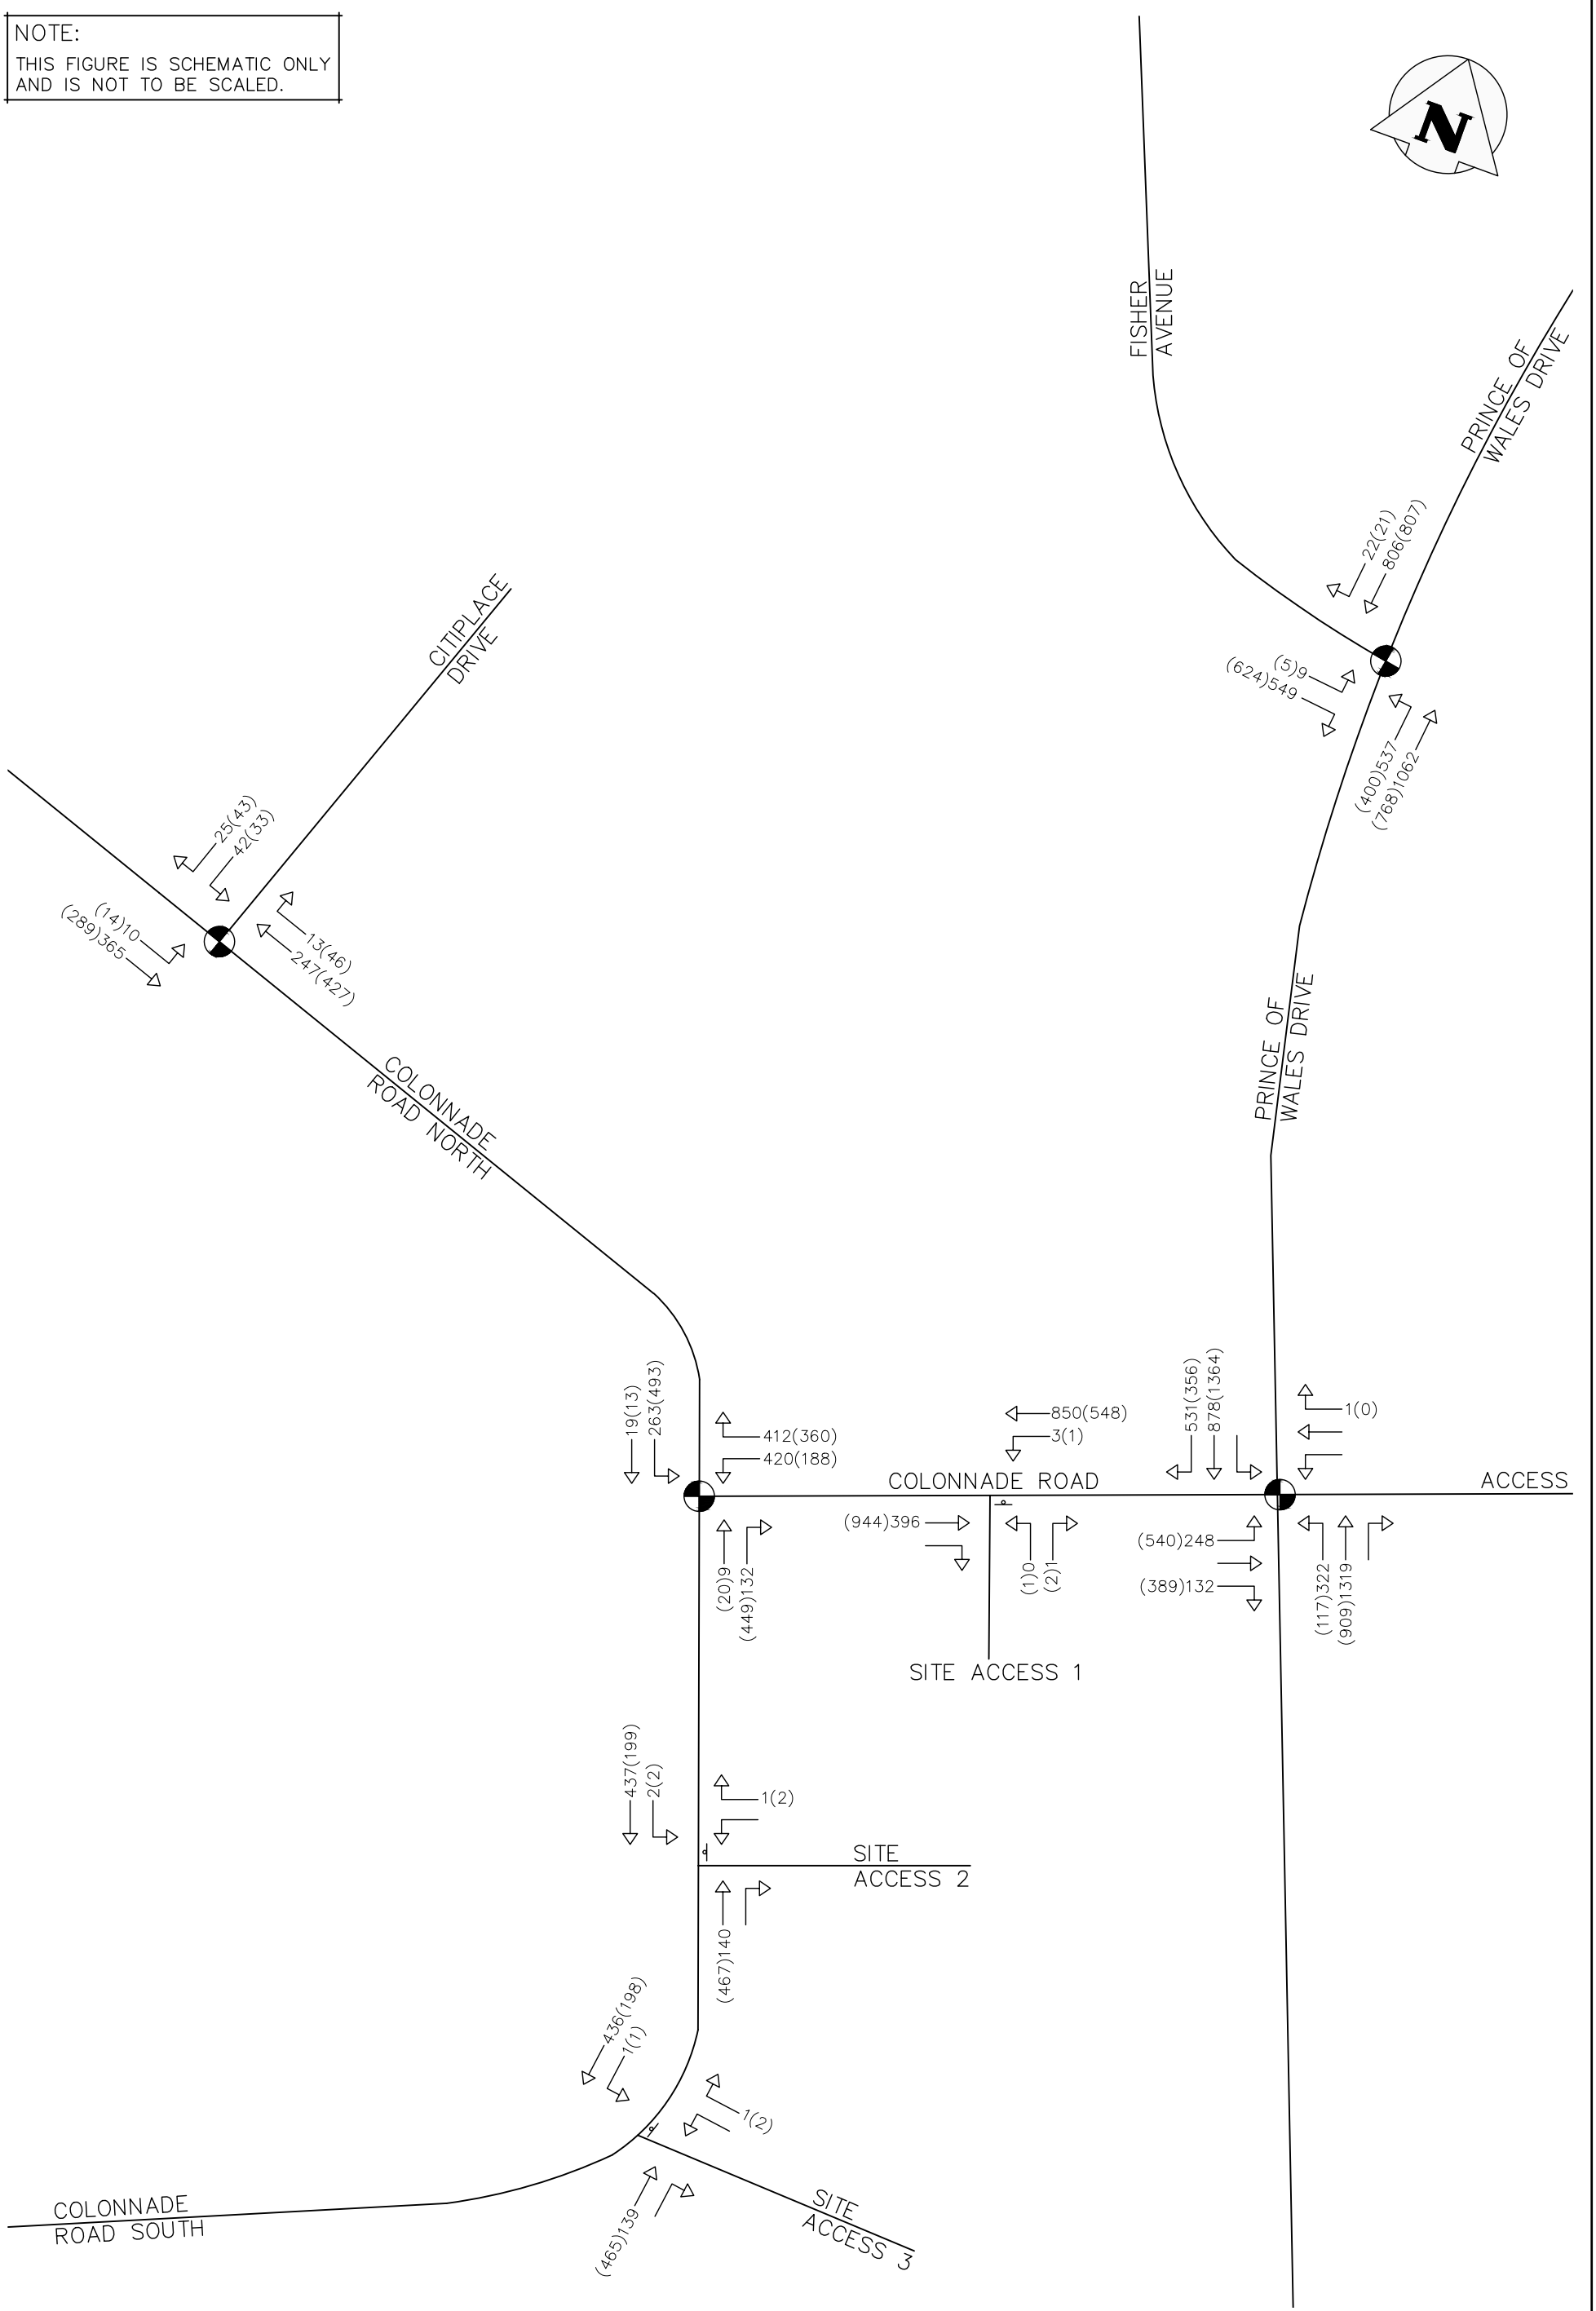 NOTE:
THIS FIGURE IS SCHEMATIC ONLY
AND IS NOT TO BE SCALED.
N
FISHER
AVENUE
PRINCE OF
WALES DRIVE
22(21)
806(807)
(5)9
(624)549
(400)537
(768)1062
CITIPLACE
DRIVE
25(43)
42(33)
(14)10
(289)365
13(46)
247(427)
COLONNADE
ROAD NORTH
PRINCE OF
WALES DRIVE
19(13)
263(493)
412(360)
420(188)
850(548)
3(1)
531(356)
878(1364)
1(0)
COLONNADE ROAD
ACCESS
(20)9
(449)132
(944)396
(1)0
(2)1
(540)248
(389)132
(117)322
(909)1319
SITE ACCESS 1
437(199)
2(2)
1(2)
SITE
ACCESS 2
(467)140
436(198)
1(1)
1(2)
(465)139
SITE
ACCESS 3
COLONNADE
ROAD SOUTH